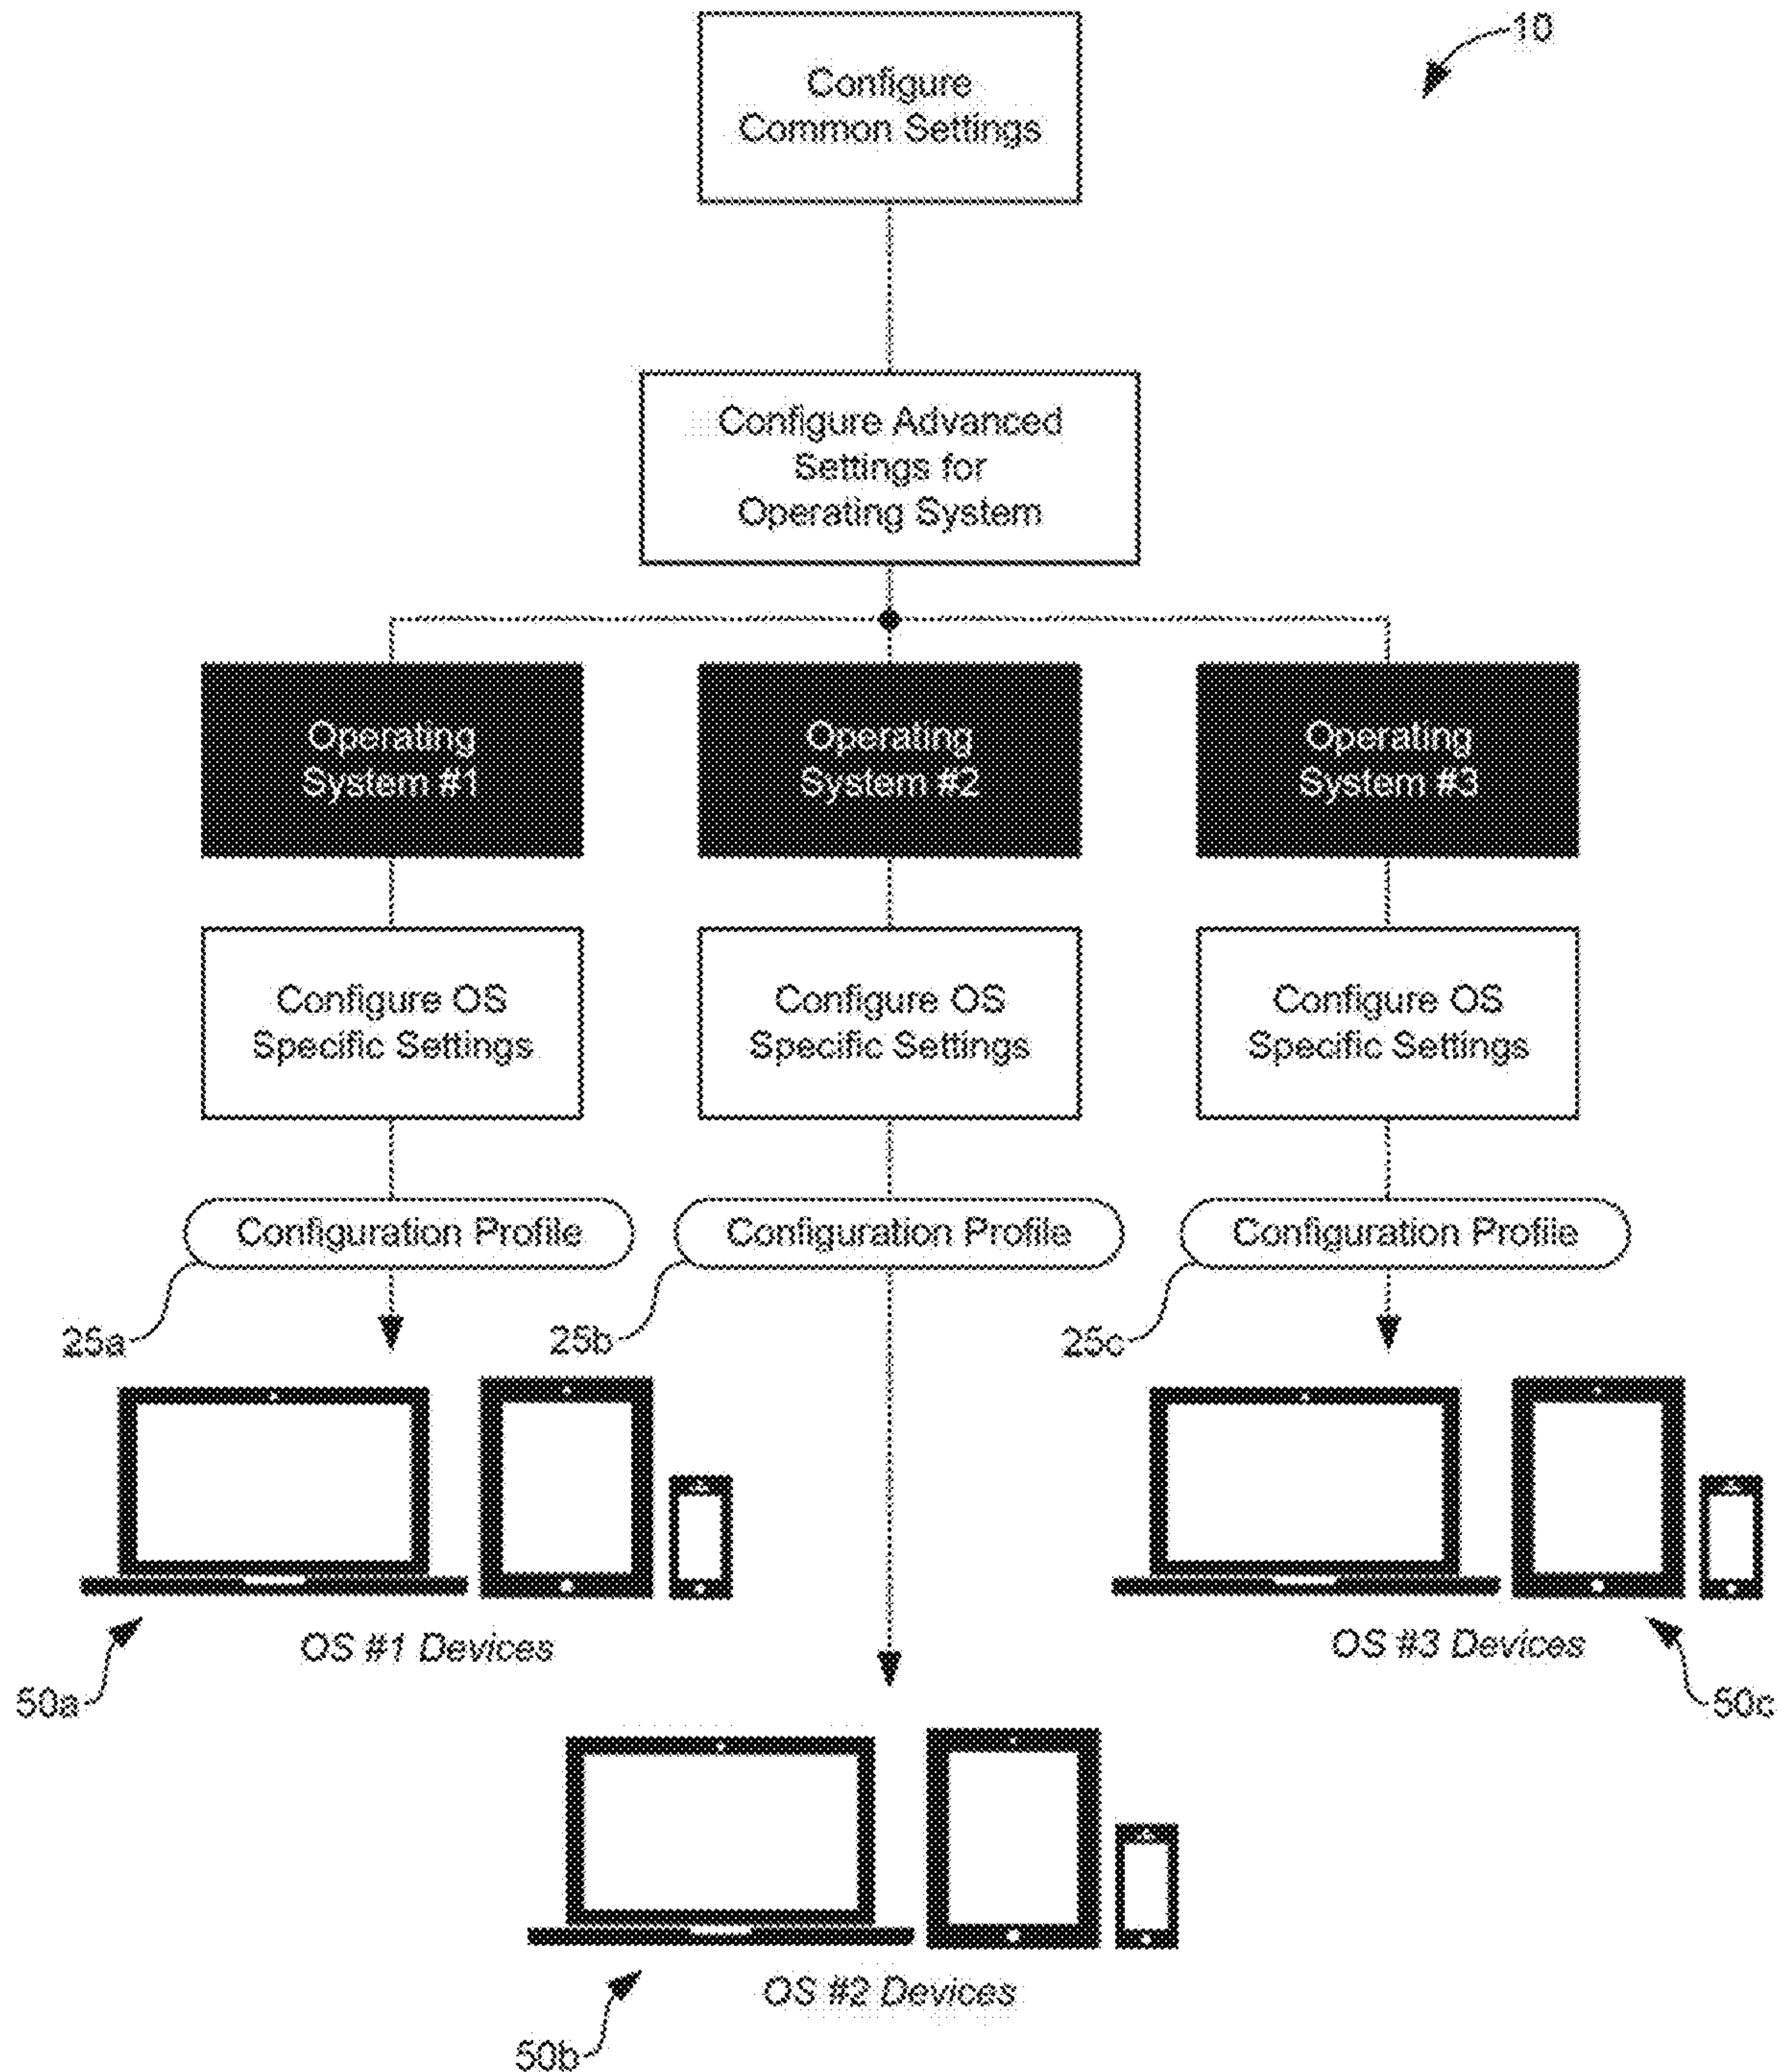 10
Configure
Common Settings
Configure Advanced
Settings for
Operating System
Operating
System #1
Operating
System #2
Operating
System #3
Configure OS
Specific Settings
Configure OS
Specific Settings
Configure OS
Specific Settings
Configuration Profile
Configuration Profile
Configuration Profile
25a
25b
25c
OS #1 Devices
OS #3 Devices
50a
50c
OS #2 Devices
50b